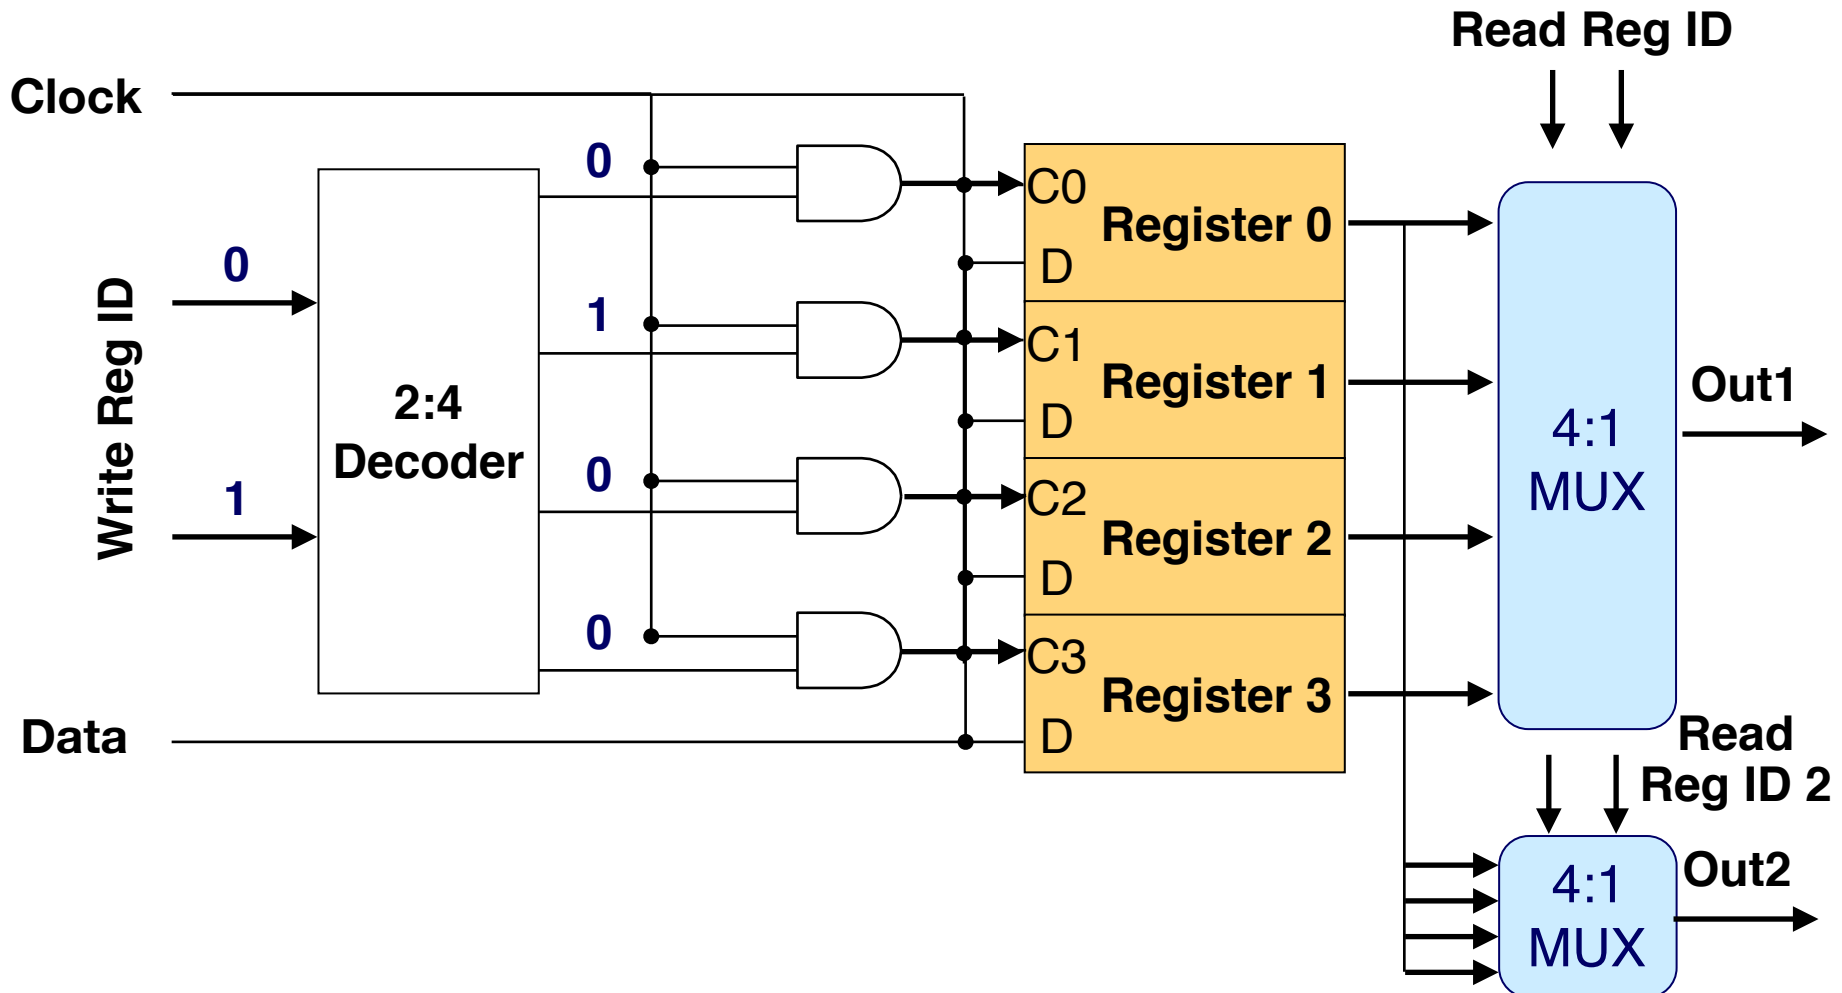 Read Reg ID
Clock
0
C0
Register 0
D
0
Write Reg ID
1
C1
Register 1
D
2:4
Decoder
Out1
4:1
MUX
1
0
C2
Register 2
D
0
C3
Register 3
D
Data
Read
Reg ID 2
4:1
MUX
Out2